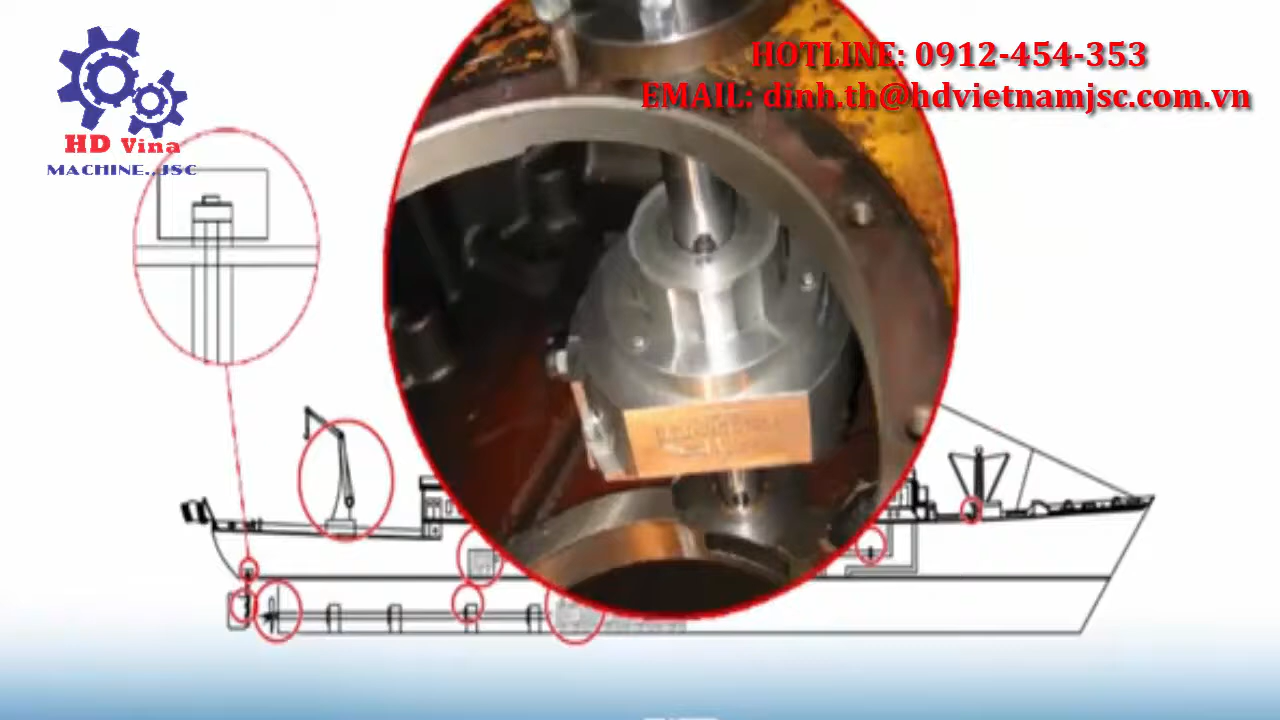 HD Vina
MACHINE.,JSC
HOTLINE: 0912-454-353
EMAIL: dinh.th@hdvietnamjsc.com.vn